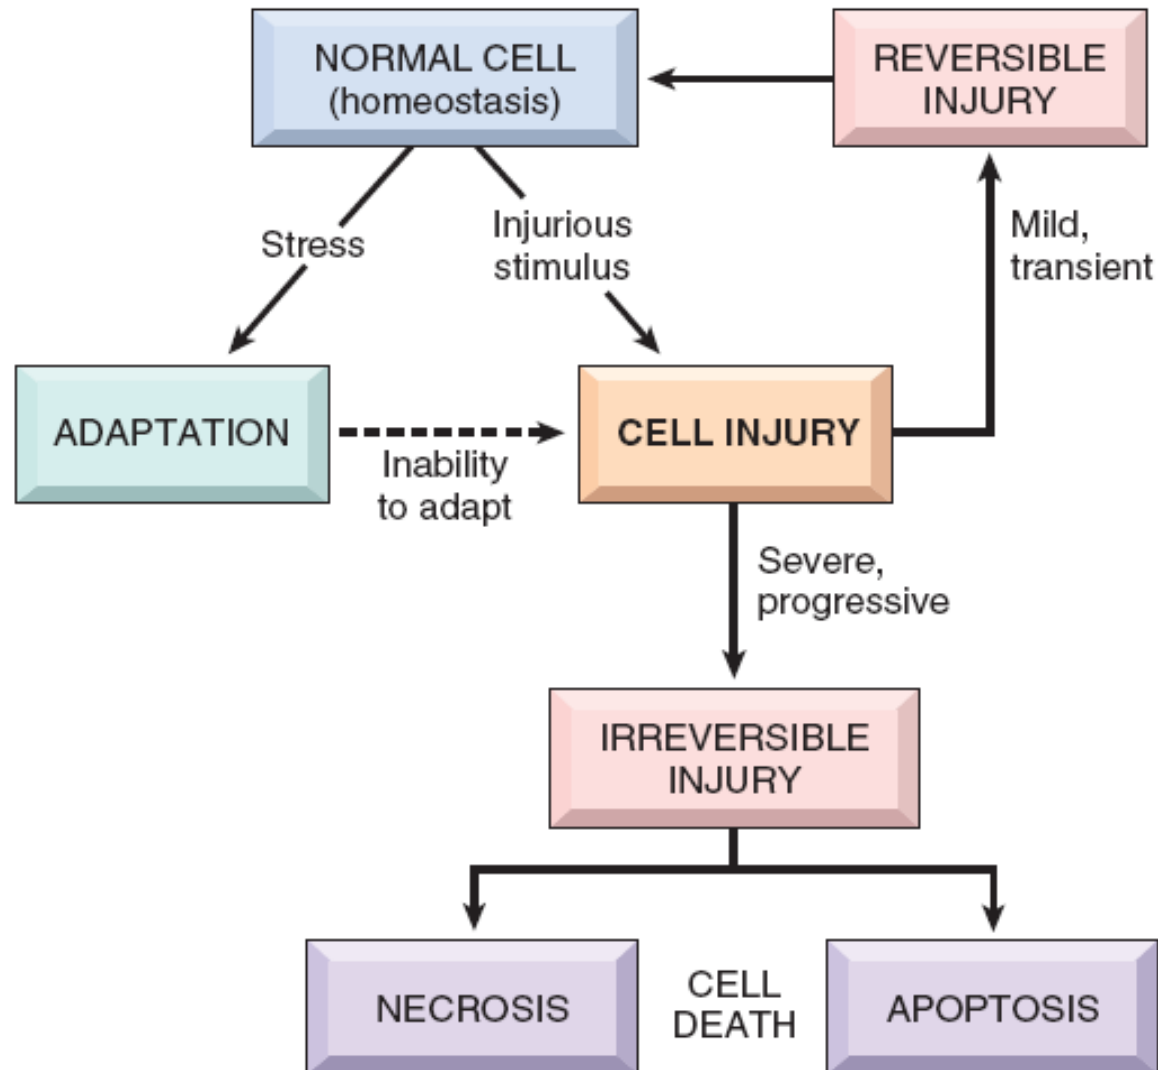 NORMAL CELL
(homeostasis)
REVERSIBLE
INJURY
Stress
Injurious
stimulus
Mild,
transient
ADAPTATION
Inability
to adapt
CELL INJURY
Severe,
progressive
IRREVERSIBLE
INJURY
NECROSIS
CELL
DEATH
APOPTOSIS